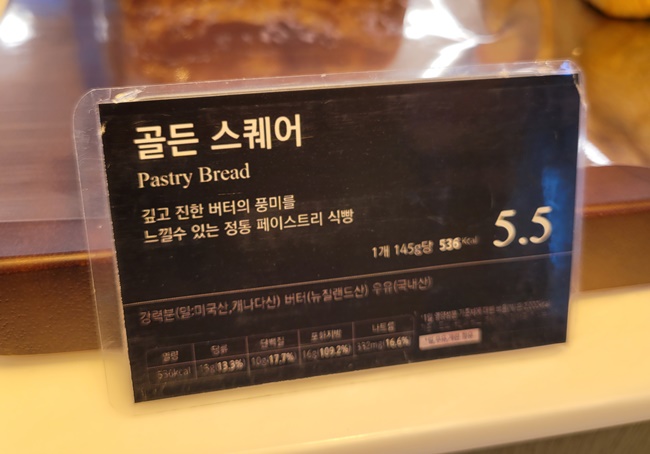 골든 스퀘어
Pastry Bread
깊고 진한 버터의 풍미를
느낄수 있는 정통 페이스트리 식빵
1개 145g당 536kcal
5.5
강력분(밀:미국산,캐나다산) 버터(뉴질랜드산) 우유(국내산)
열량 당류 단백질 포화지방 나트륨
536kcal 13.3% 10g 17.7% 16g 109.2% 332mg 16.6%